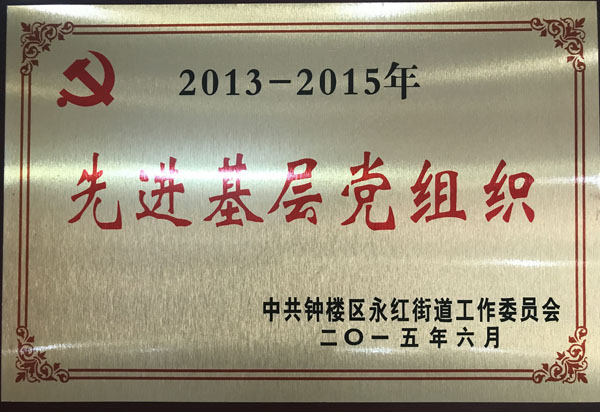 2013-2015年
先进基层党组织
中共钟楼区永红街道工作委员会
二〇一五年六月